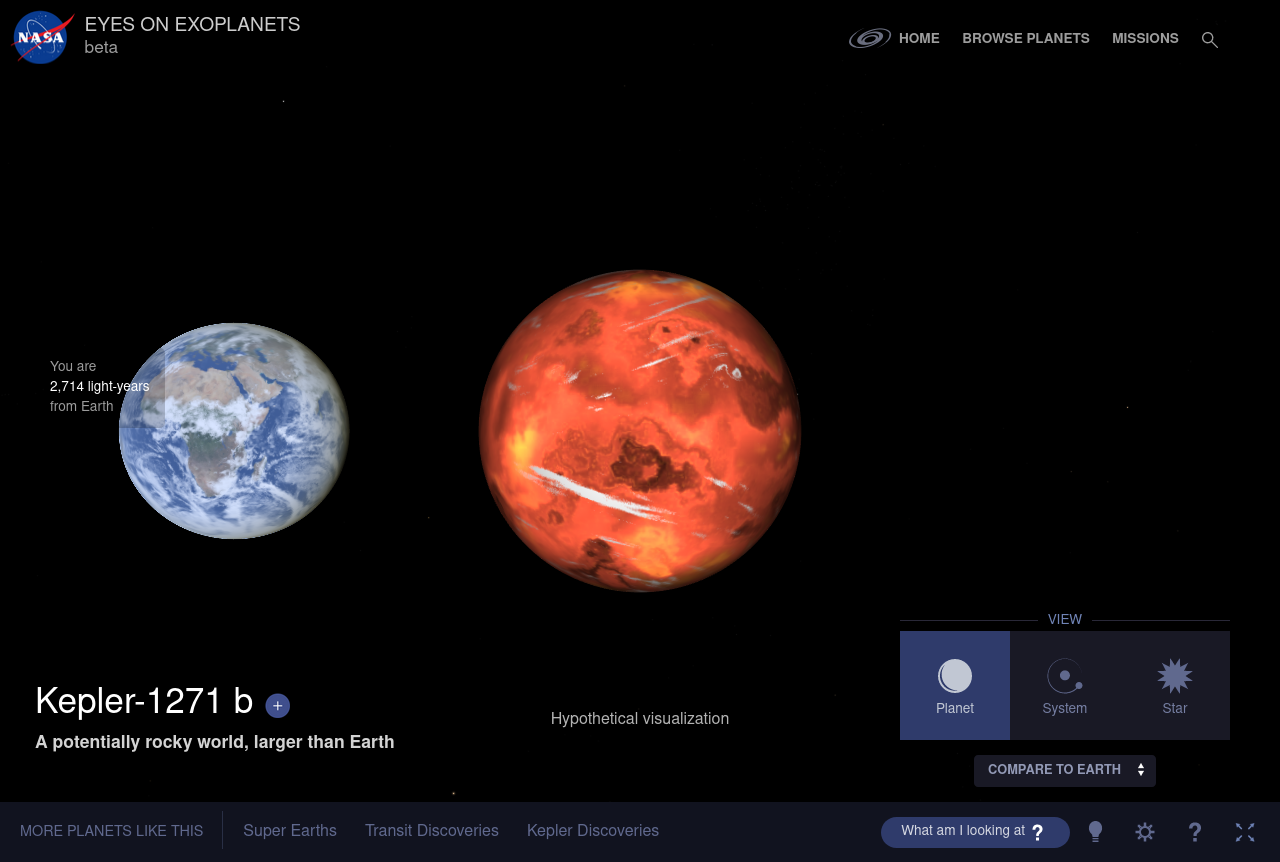 NASA
EYES ON EXOPLANETS
beta
HOME
BROWSE PLANETS
MISSIONS
You are
2,714 light-years
from Earth
Kepler-1271 b +
A potentially rocky world, larger than Earth
Hypothetical visualization
VIEW
Planet
System
Star
COMPARE TO EARTH
MORE PLANETS LIKE THIS
Super Earths
Transit Discoveries
Kepler Discoveries
What am I looking at ?
?